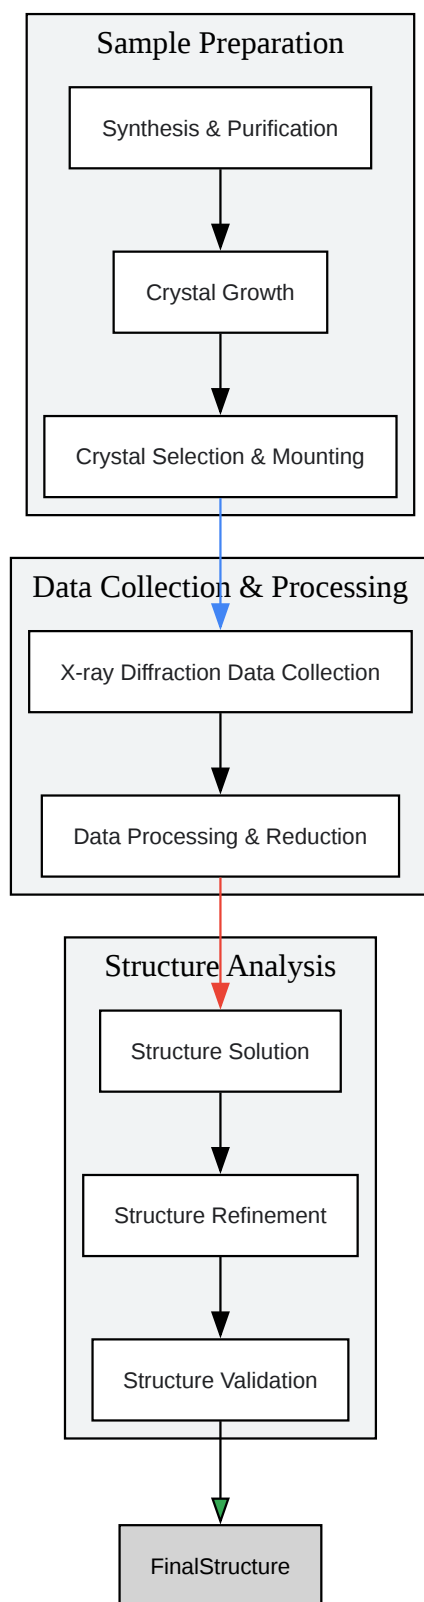 Sample Preparation
Synthesis & Purification
Crystal Growth
Crystal Selection & Mounting
Data Collection & Processing
X-ray Diffraction Data Collection
Data Processing & Reduction
Structure Analysis
Structure Solution
Structure Refinement
Structure Validation
FinalStructure